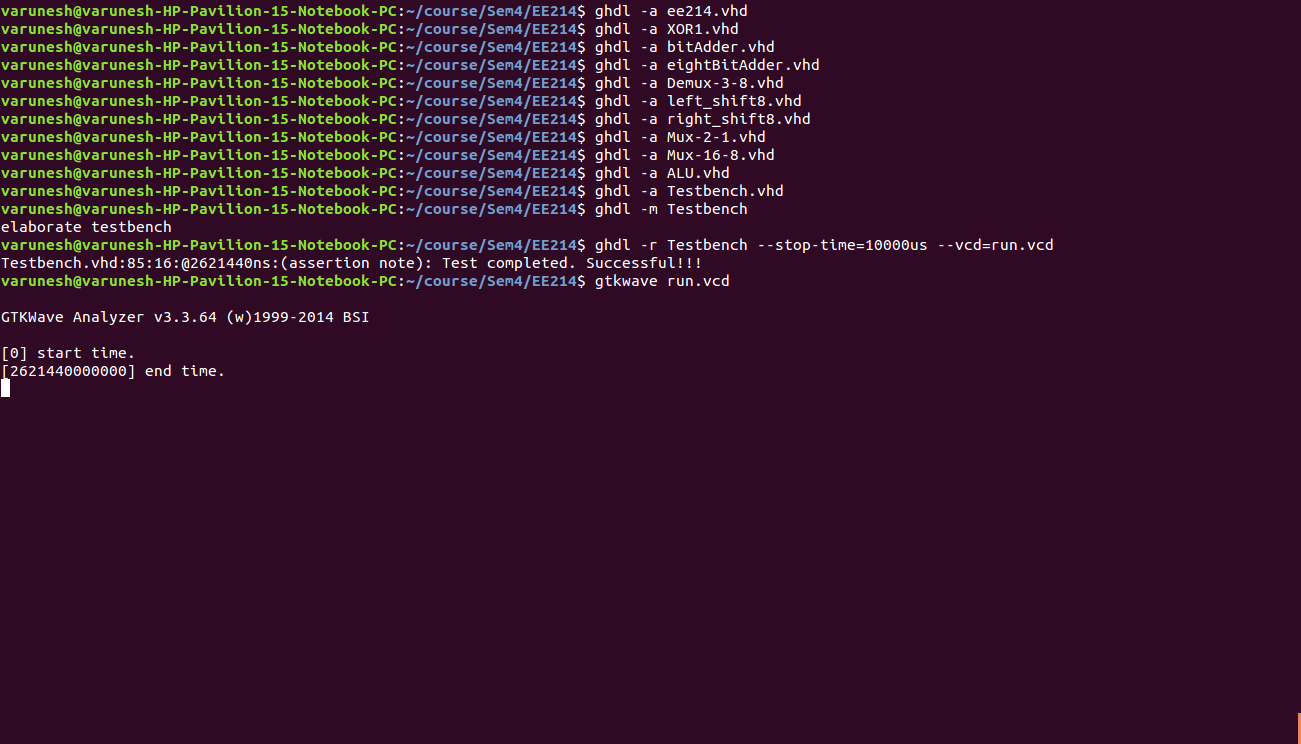 varunesh@varunesh-HP-Pavilion-15-Notebook-PC:~/course/Sem4/EE214$ ghdl -a ee214.vhd
varunesh@varunesh-HP-Pavilion-15-Notebook-PC:~/course/Sem4/EE214$ ghdl -a XOR1.vhd
varunesh@varunesh-HP-Pavilion-15-Notebook-PC:~/course/Sem4/EE214$ ghdl -a bitAdder.vhd
varunesh@varunesh-HP-Pavilion-15-Notebook-PC:~/course/Sem4/EE214$ ghdl -a eightBitAdder.vhd
varunesh@varunesh-HP-Pavilion-15-Notebook-PC:~/course/Sem4/EE214$ ghdl -a Demux-3-8.vhd
varunesh@varunesh-HP-Pavilion-15-Notebook-PC:~/course/Sem4/EE214$ ghdl -a left_shift8.vhd
varunesh@varunesh-HP-Pavilion-15-Notebook-PC:~/course/Sem4/EE214$ ghdl -a right_shift8.vhd
varunesh@varunesh-HP-Pavilion-15-Notebook-PC:~/course/Sem4/EE214$ ghdl -a Mux-2-1.vhd
varunesh@varunesh-HP-Pavilion-15-Notebook-PC:~/course/Sem4/EE214$ ghdl -a Mux-16-8.vhd
varunesh@varunesh-HP-Pavilion-15-Notebook-PC:~/course/Sem4/EE214$ ghdl -a ALU.vhd
varunesh@varunesh-HP-Pavilion-15-Notebook-PC:~/course/Sem4/EE214$ ghdl -a Testbench.vhd
varunesh@varunesh-HP-Pavilion-15-Notebook-PC:~/course/Sem4/EE214$ ghdl -m Testbench
elaborate testbench
varunesh@varunesh-HP-Pavilion-15-Notebook-PC:~/course/Sem4/EE214$ ghdl -r Testbench --stop-time=10000us --vcd=run.vcd
Testbench.vhd:85:16:@2621440ns:(assertion note): Test completed. Successful!!!
varunesh@varunesh-HP-Pavilion-15-Notebook-PC:~/course/Sem4/EE214$ gtkwave run.vcd
GTKWave Analyzer v3.3.64 (w)1999-2014 BSI
[0] start time.
[2621440000000] end time.